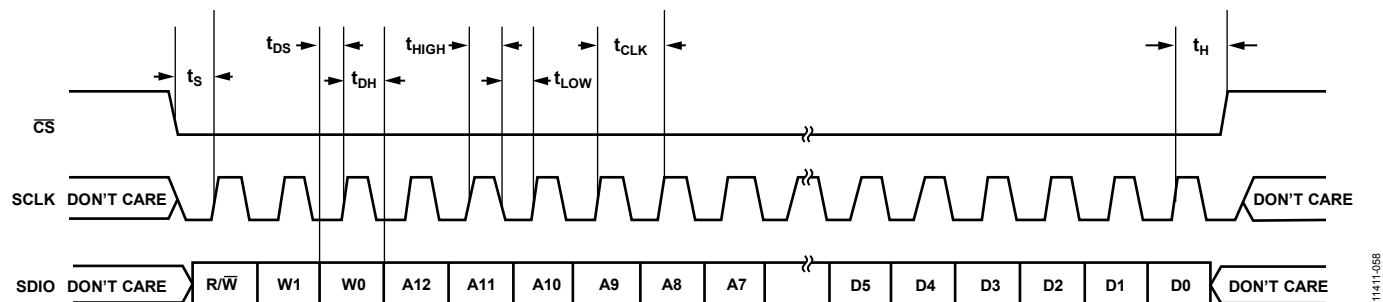 tDS
tHIGH
tCLK
tH
tS
tDH
tLOW
C̅S̅
SCLK DON'T CARE DON'T CARE
SDIO DON'T CARE R/W̅ W1 W0 A12 A11 A10 A9 A8 A7 D5 D4 D3 D2 D1 D0 DON'T CARE
11411-058